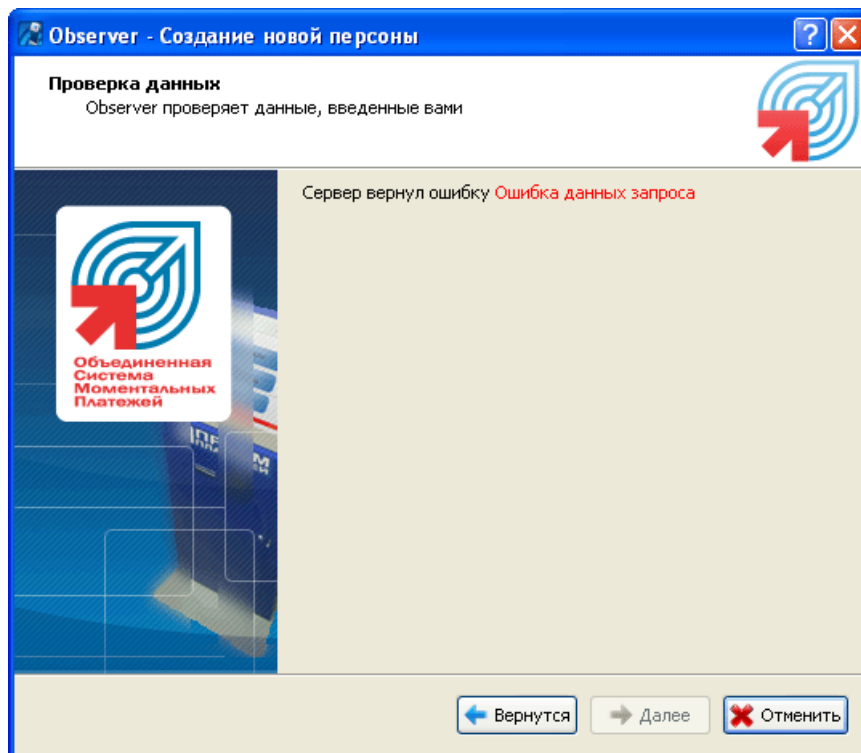 Observer - Создание новой персоны
Проверка данных
Observer проверяет данные, введенные вами
Сервер вернул ошибку Ошибка данных запроса
Объединенная
Система
Моментальных
Платежей
Вернутся
Далее
Отменить